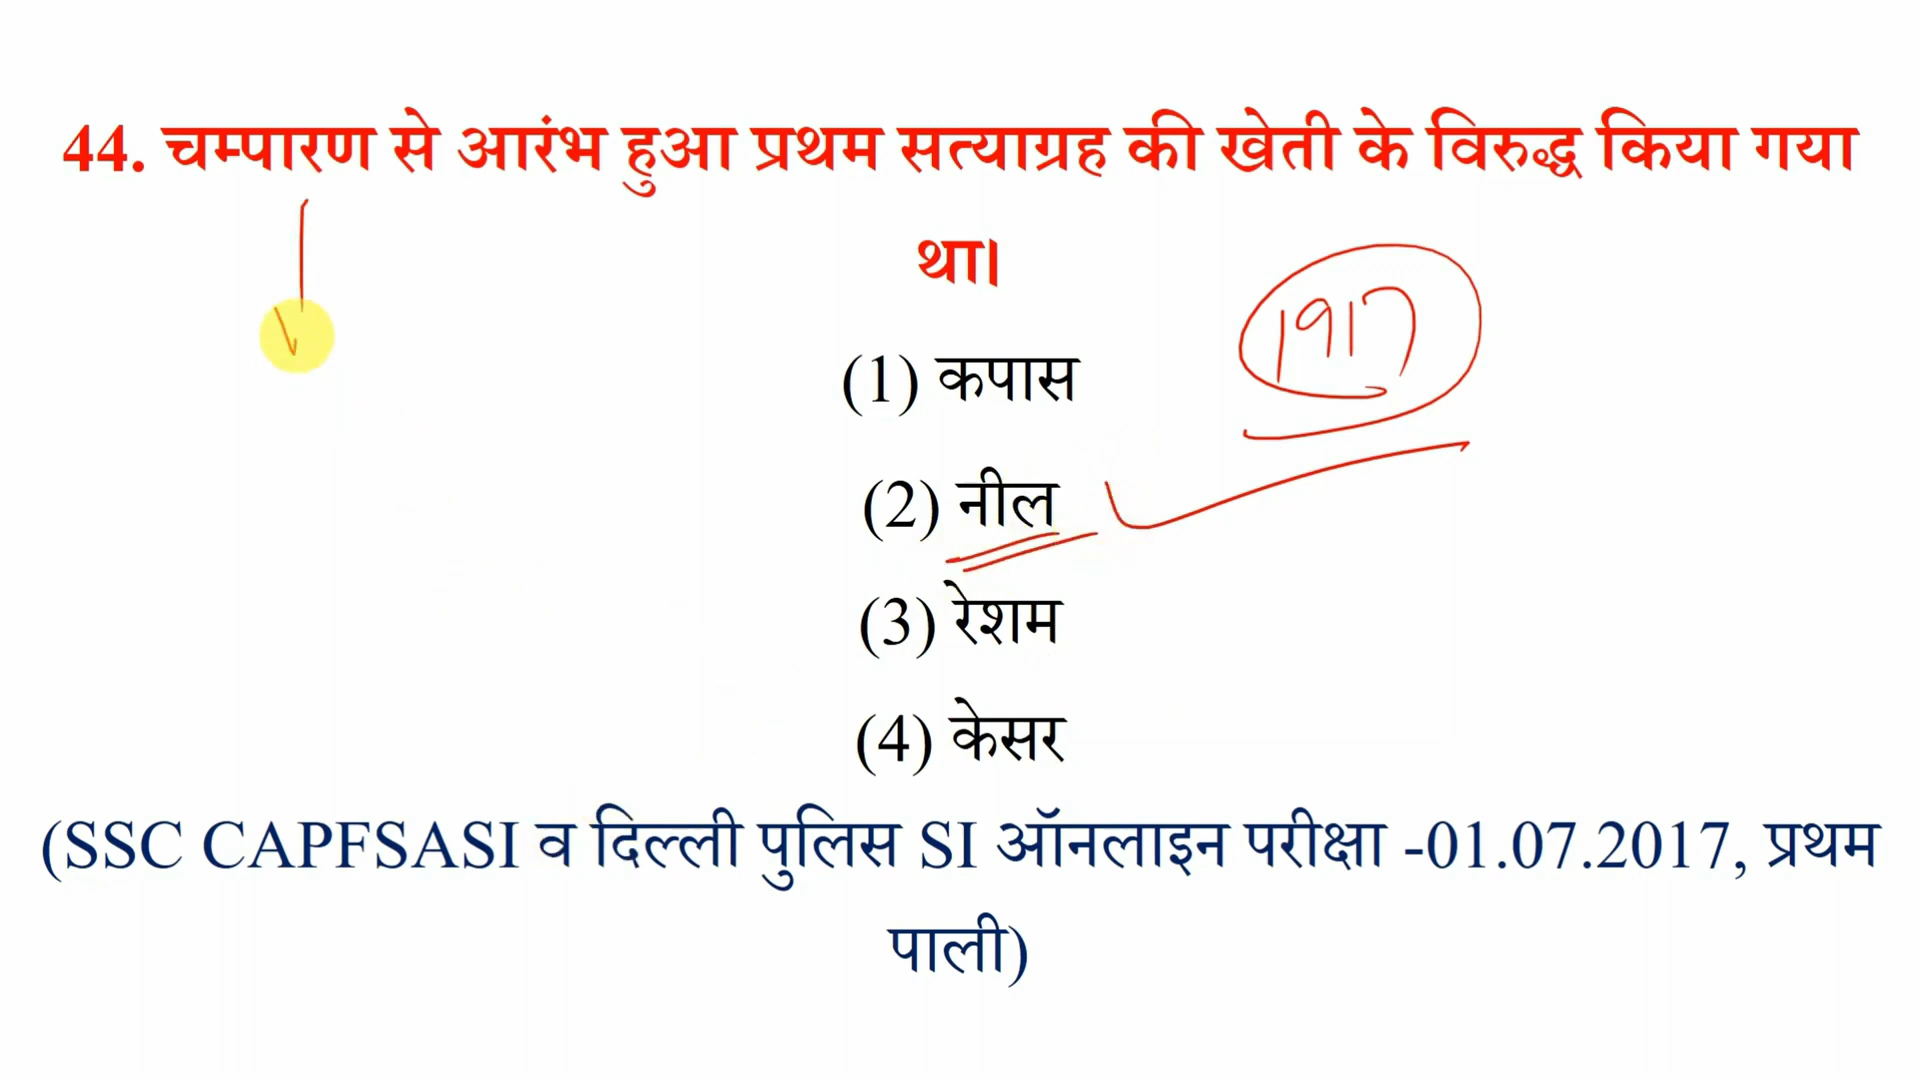 44. चम्पारण से आरंभ हुआ प्रथम सत्याग्रह की खेती के विरुद्ध किया गया
था।
1917
(1) कपास
(2) नील
(3) रेशम
(4) केसर
(SSC CAPFSASI व दिल्ली पुलिस SI ऑनलाइन परीक्षा -01.07.2017, प्रथम
पाली)